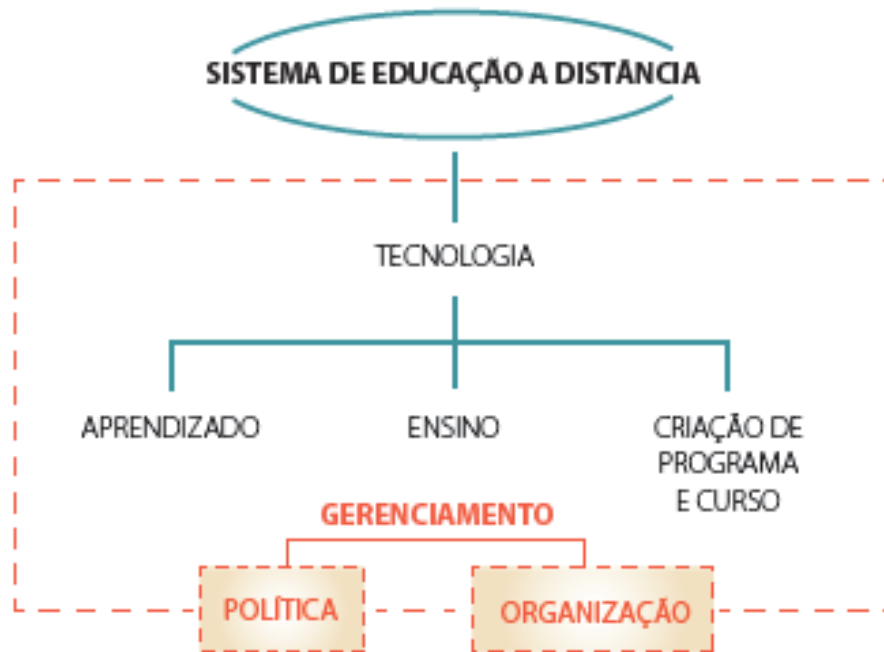 SISTEMA DE EDUCAÇÃO A DISTÂNCIA
TECNOLOGIA
APRENDIZADO
ENSINO
CRIAÇÃO DE
PROGRAMA
E CURSO
GERENCIAMENTO
POLÍTICA
ORGANIZAÇÃO